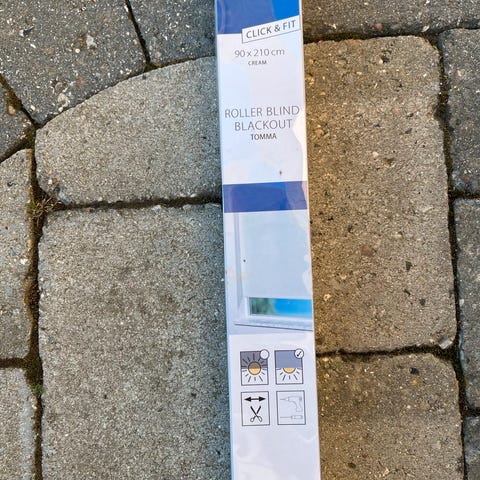 CLICK & FIT
90 x 210 cm
CREAM
ROLLER BLIND
BLACKOUT
TOMMA